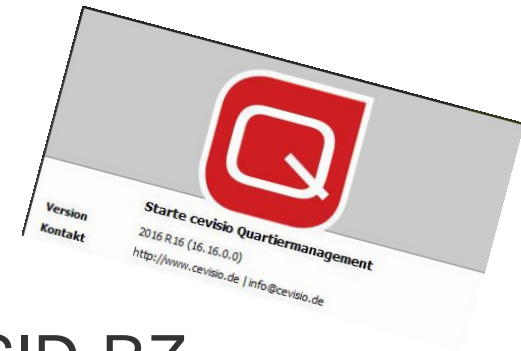 Q
Starte cevisio Quartiermanagement
Version 2016 R16 (16.16.0.0)
Kontakt http://www.cevisio.de | info@cevisio.de